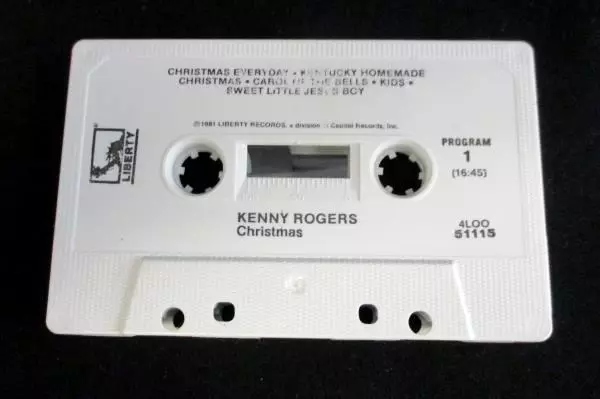 CHRISTMAS EVERYDAY • KENTUCKY HOMEMADE
CHRISTMAS • CAROL OF THE BELLS • KIDS •
SWEET LITTLE JESUS BOY
℗1981 LIBERTY RECORDS, a division of Capitol Records, Inc.
LIBERTY
PROGRAM
1
(16:45)
KENNY ROGERS
Christmas
4LOO
51115